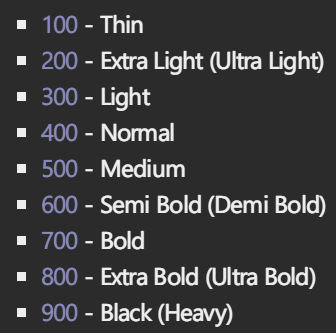 100 - Thin
200 - Extra Light (Ultra Light)
300 - Light
400 - Normal
500 - Medium
600 - Semi Bold (Demi Bold)
700 - Bold
800 - Extra Bold (Ultra Bold)
900 - Black (Heavy)